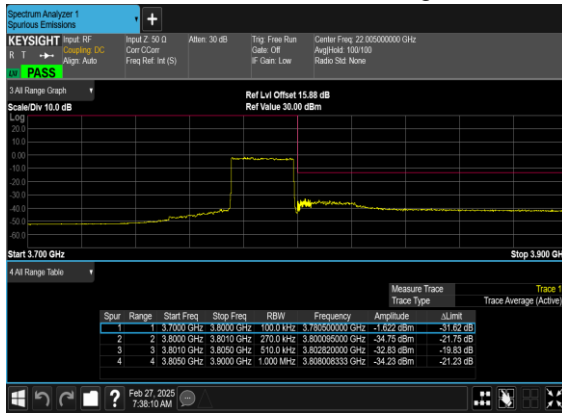 Spectrum Analyzer 1
Spurious Emissions
KEYSIGHT Input: RF Input Z: 50 Ω Atten: 30 dB Trig: Free Run Center Freq: 22.005000000 GHz
R T Coupling: DC Corr CCorr Gate: Off Avg|Hold: 100/100
Align: Auto Freq Ref: Int (S) IF Gain: Low Radio Std: None
PASS
3 All Range Graph
Ref Lvl Offset 15.88 dB
Scale/Div 10.0 dB Ref Value 30.00 dBm
Log
20.0
10.0
0.00
-10.0
-20.0
-30.0
-40.0
-50.0
-60.0
Start 3.700 GHz Stop 3.900 GHz
4 All Range Table
Measure Trace Trace 1
Trace Type Trace Average (Active)
Spur Range Start Freq Stop Freq RBW Frequency Amplitude ΔLimit
1 1 3.7000 GHz 3.8000 GHz 100.0 kHz 3.780500000 GHz -1.622 dBm -31.62 dB
2 2 3.8000 GHz 3.8010 GHz 270.0 kHz 3.800095000 GHz -34.75 dBm -21.75 dB
3 3 3.8010 GHz 3.8050 GHz 510.0 kHz 3.802820000 GHz -32.83 dBm -19.83 dB
4 4 3.8050 GHz 3.9000 GHz 1.000 MHz 3.808008333 GHz -34.23 dBm -21.23 dB
Feb 27, 2025
7:38:10 AM